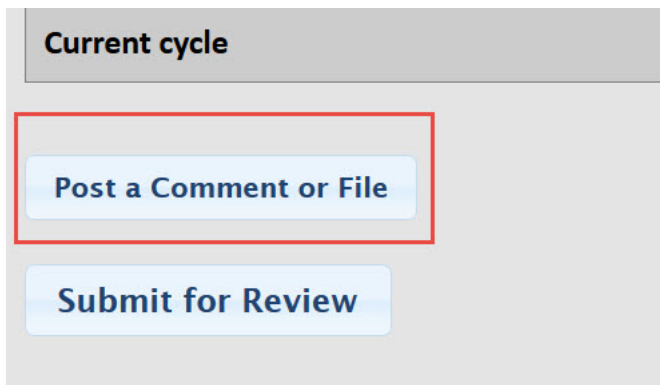 Current cycle
Post a Comment or File
Submit for Review